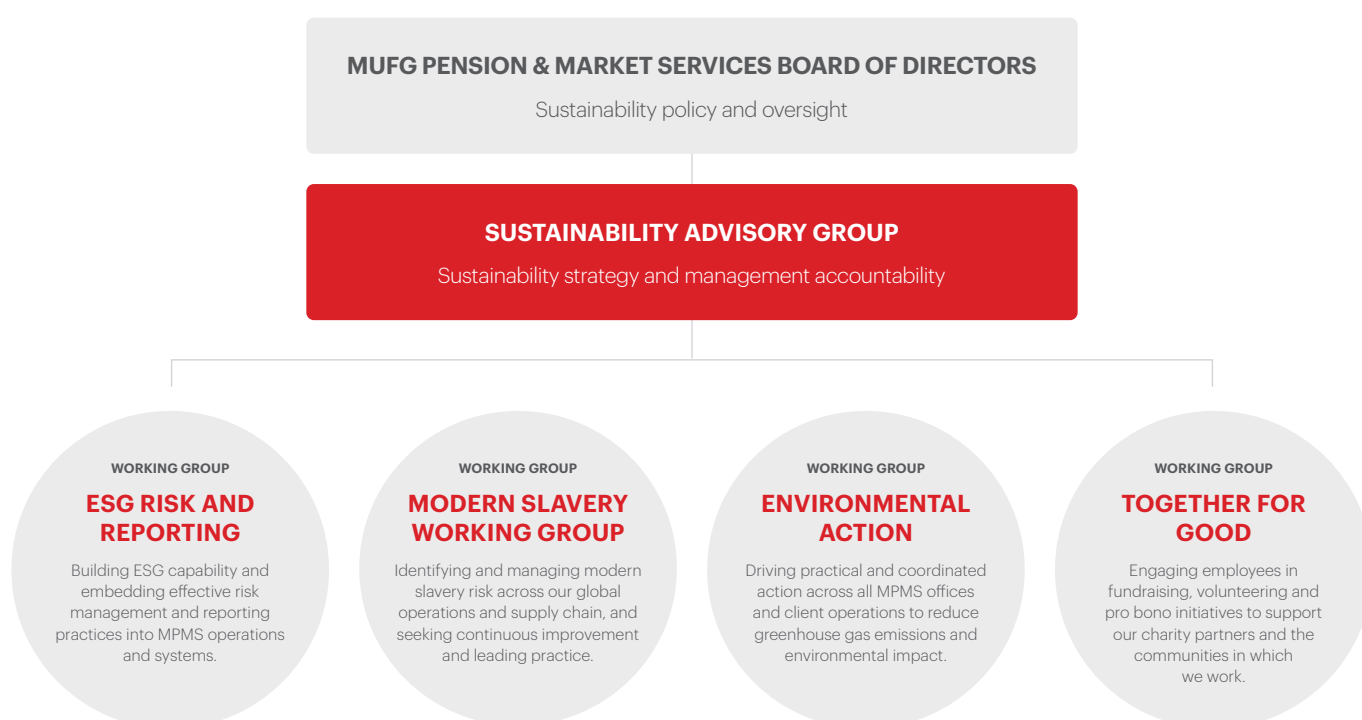 MUFG PENSION & MARKET SERVICES BOARD OF DIRECTORS
Sustainability policy and oversight
SUSTAINABILITY ADVISORY GROUP
Sustainability strategy and management accountability
WORKING GROUP
ESG RISK AND
REPORTING
Building ESG capability and
embedding effective risk
management and reporting
practices into MPMS operations
and systems.
WORKING GROUP
MODERN SLAVERY
WORKING GROUP
Identifying and managing modern
slavery risk across our global
operations and supply chain, and
seeking continuous improvement
and leading practice.
WORKING GROUP
ENVIRONMENTAL
ACTION
Driving practical and coordinated
action across all MPMS offices
and client operations to reduce
greenhouse gas emissions and
environmental impact.
WORKING GROUP
TOGETHER FOR
GOOD
Engaging employees in
fundraising, volunteering and
pro bono initiatives to support
our charity partners and the
communities in which
we work.